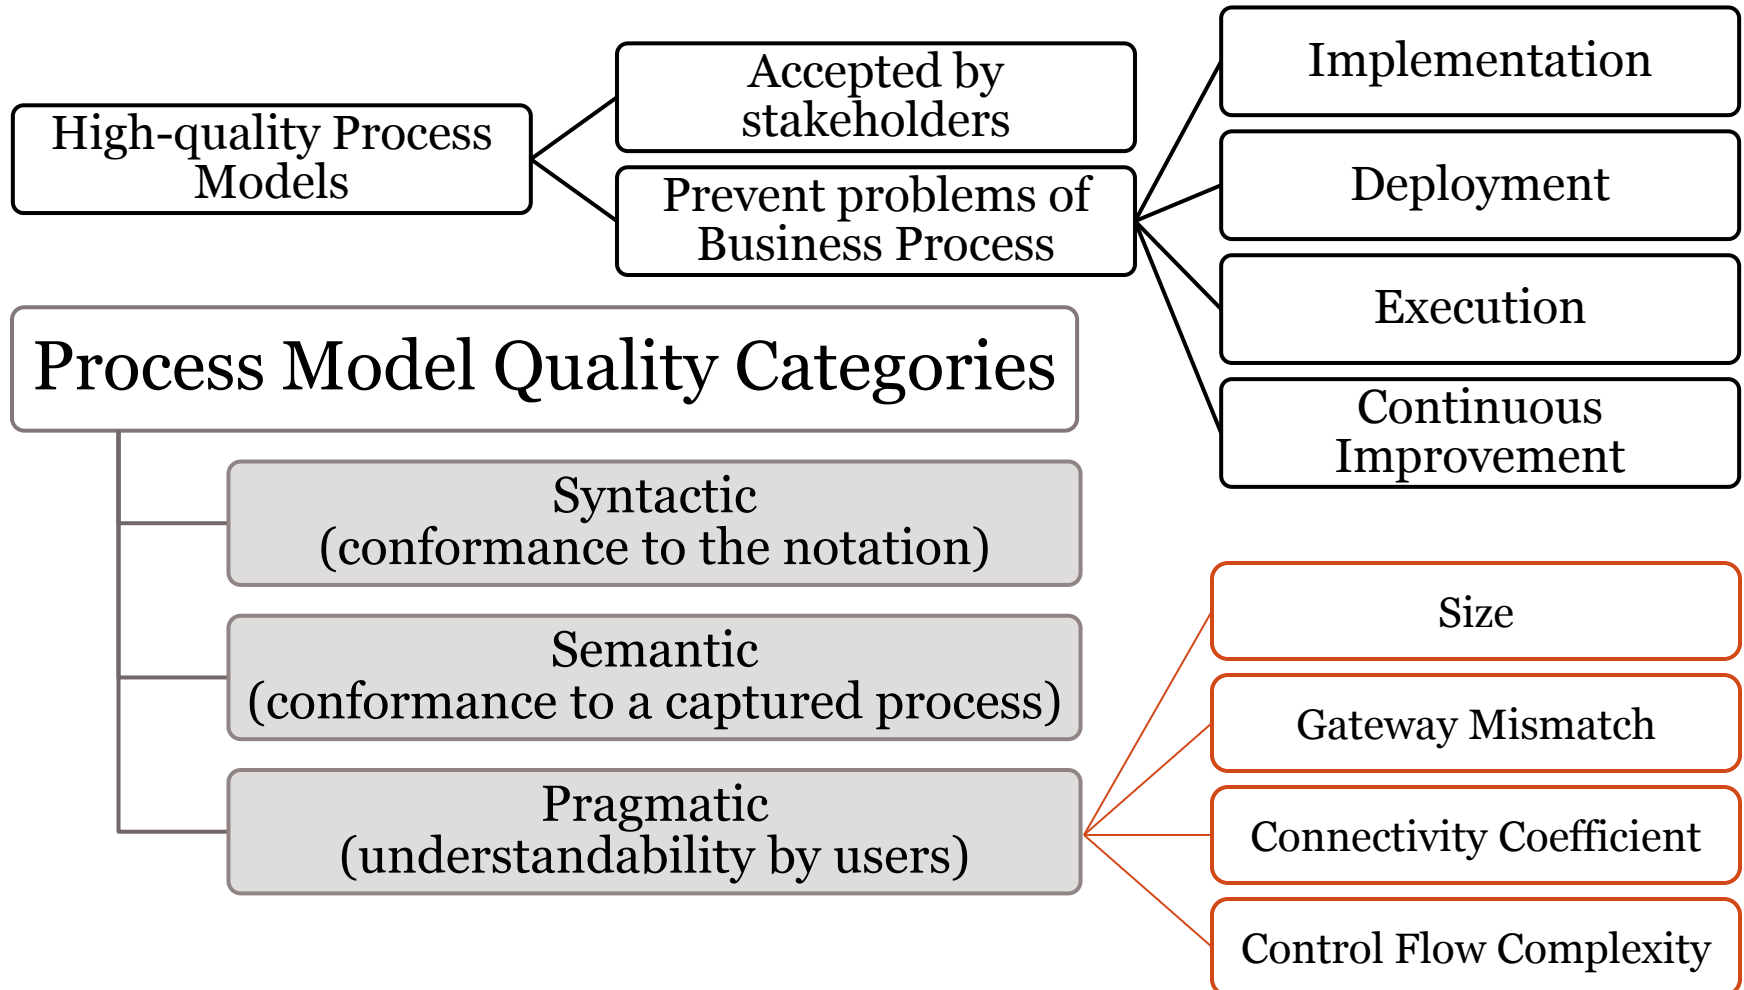 High-quality Process
Models
Accepted by
stakeholders
Prevent problems of
Business Process
Implementation
Deployment
Execution
Continuous
Improvement
Process Model Quality Categories
Syntactic
(conformance to the notation)
Semantic
(conformance to a captured process)
Pragmatic
(understandability by users)
Size
Gateway Mismatch
Connectivity Coefficient
Control Flow Complexity